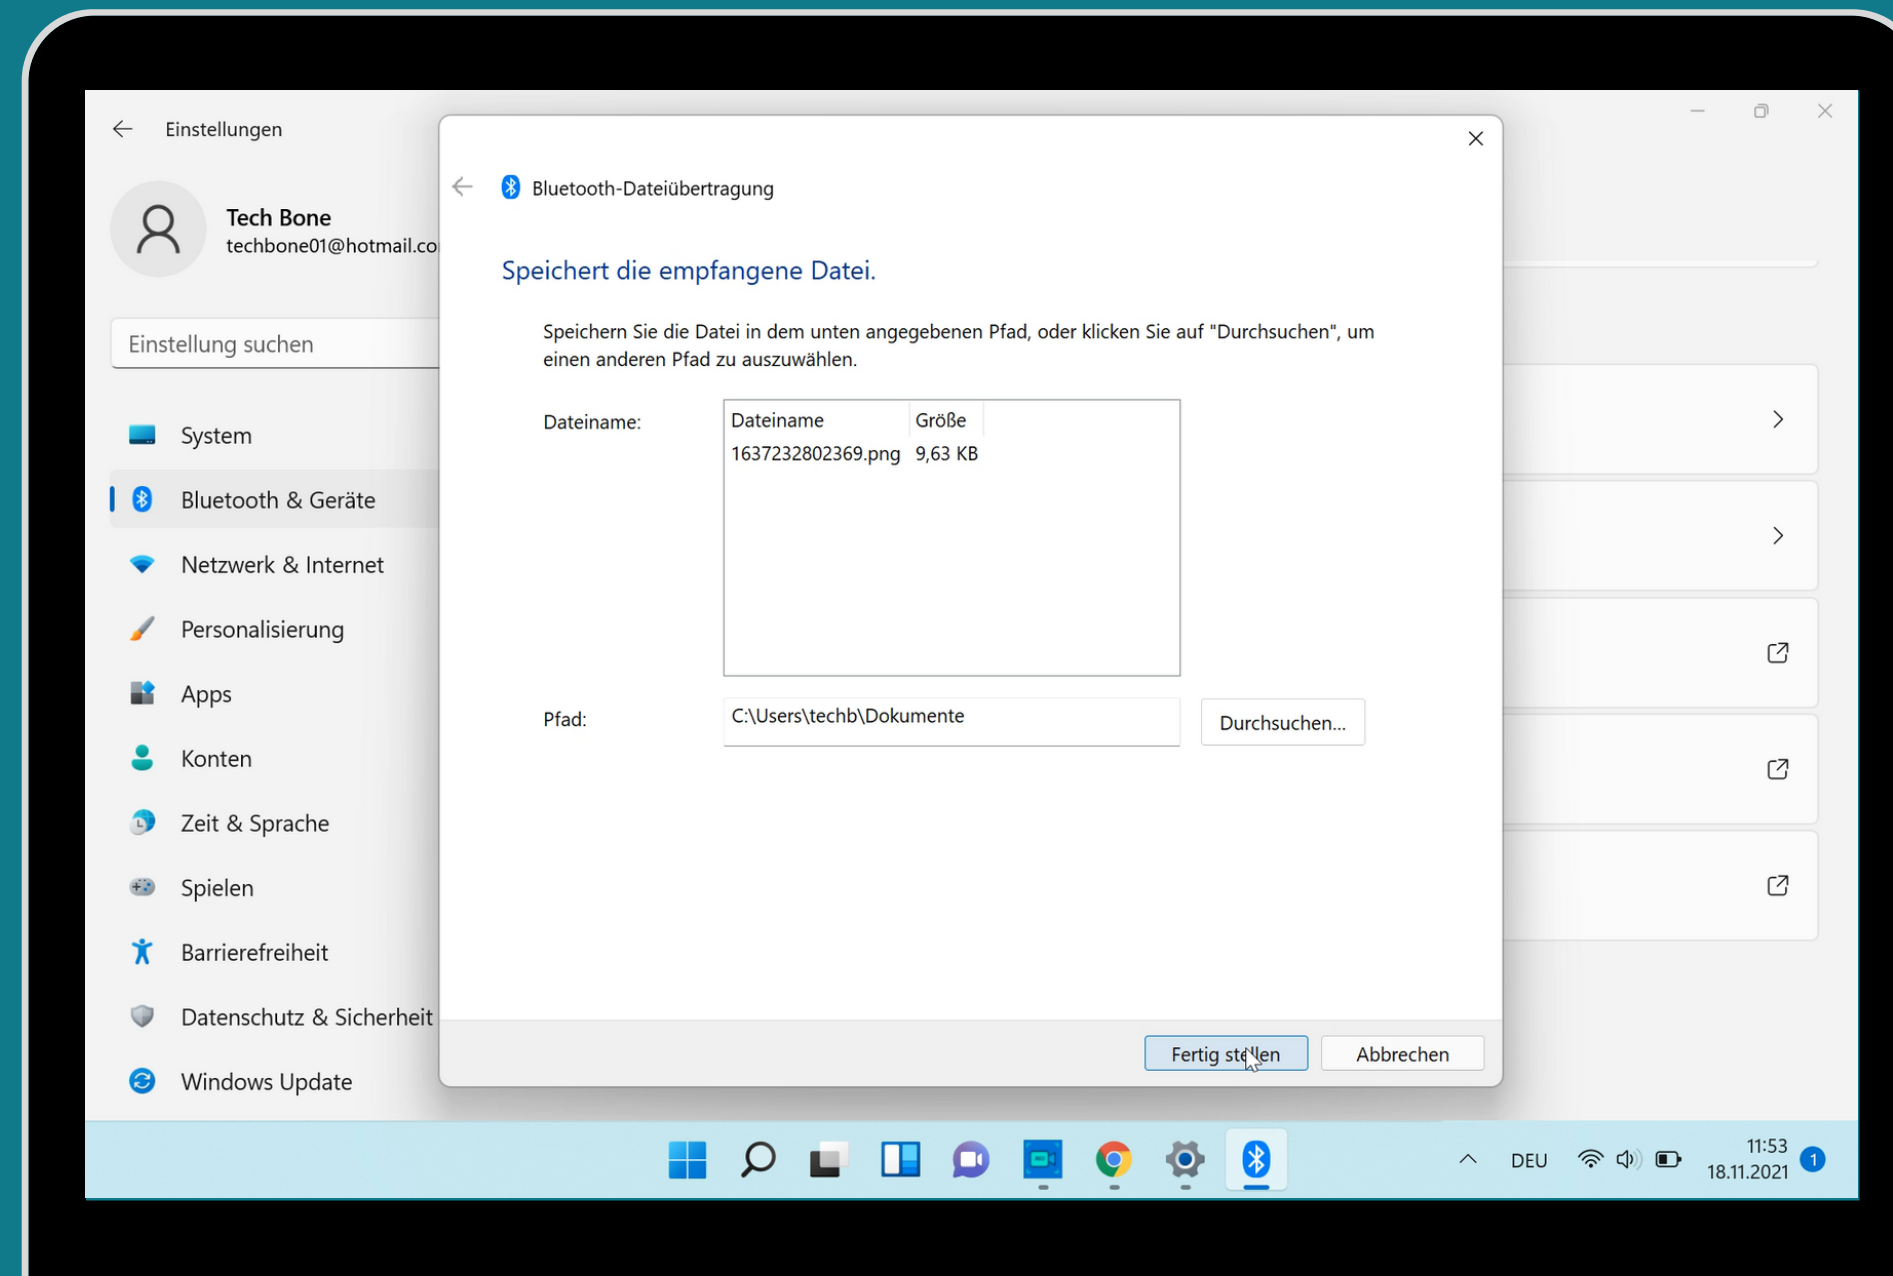 Einstellungen
Tech Bone
techbone01@hotmail.co
Einstellung suchen
System
Bluetooth & Geräte
Netzwerk & Internet
Personalisierung
Apps
Konten
Zeit & Sprache
Spielen
Barrierefreiheit
Datenschutz & Sicherheit
Windows Update
Bluetooth-Dateiübertragung
Speichert die empfangene Datei.
Speichern Sie die Datei in dem unten angegebenen Pfad, oder klicken Sie auf "Durchsuchen", um
einen anderen Pfad zu auszuwählen.
Dateiname:
Dateiname Größe
1637232802369.png 9,63 KB
Pfad:
C:\Users\techb\Dokumente
Durchsuchen...
Fertig stellen
Abbrechen
DEU
11:53
18.11.2021
1